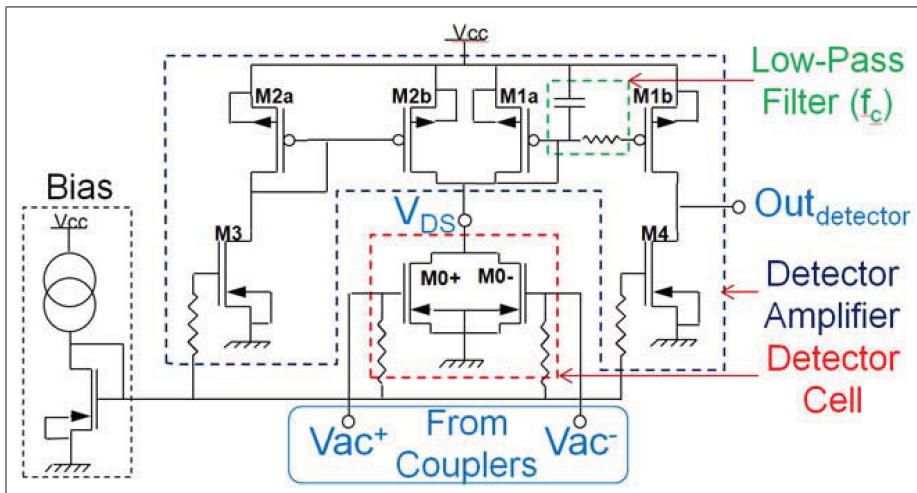 Vcc
M2a
M2b
M1a
M1b
Low-Pass
Filter (fc)
Bias
Vcc
VDS
Outdetector
M3
M4
M0+
M0-
Detector
Amplifier
Detector
Cell
Vac+
From
Couplers
Vac-